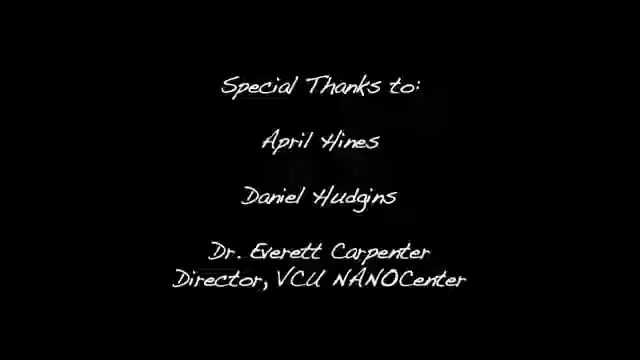 Special Thanks to:
April Hines
Daniel Hudgins
Dr. Everett Carpenter
Director, VCU NANOCenter